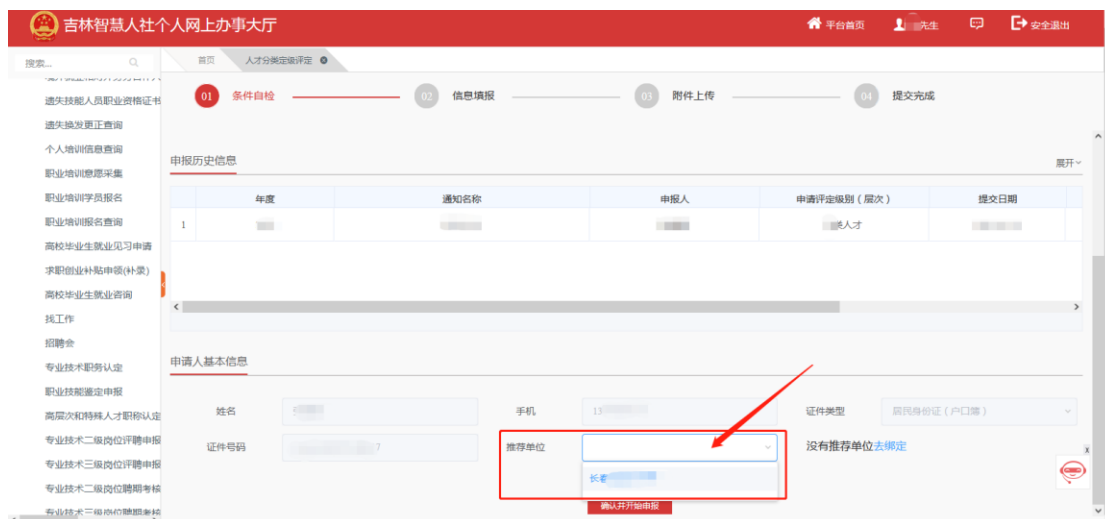 吉林智慧人社个人网上办事大厅
平台首页
先生
安全退出
搜索...
首页
人才分类定级评定
01 条件自检
02 信息填报
03 附件上传
04 提交完成
遗失技能人员职业资格证书
遗失换发更正查询
个人培训信息查询
职业培训意愿采集
职业培训学员报名
职业培训报名查询
高校毕业生就业见习申请
求职创业补贴申领(补录)
高校毕业生就业咨询
找工作
招聘会
专业技术职务认定
职业技能鉴定申报
高层次和特殊人才职称认定
专业技术二级岗位评聘申报
专业技术三级岗位评聘申报
专业技术二级岗位聘期考核
专业技术三级岗位聘期考核
申报历史信息
展开
年度 通知名称 申报人 申请评定级别（层次） 提交日期
1 人才
申请人基本信息
姓名 手机 13 证件类型 居民身份证（户口簿）
证件号码 7 推荐单位 没有推荐单位去绑定
长春
确认并开始申报
x